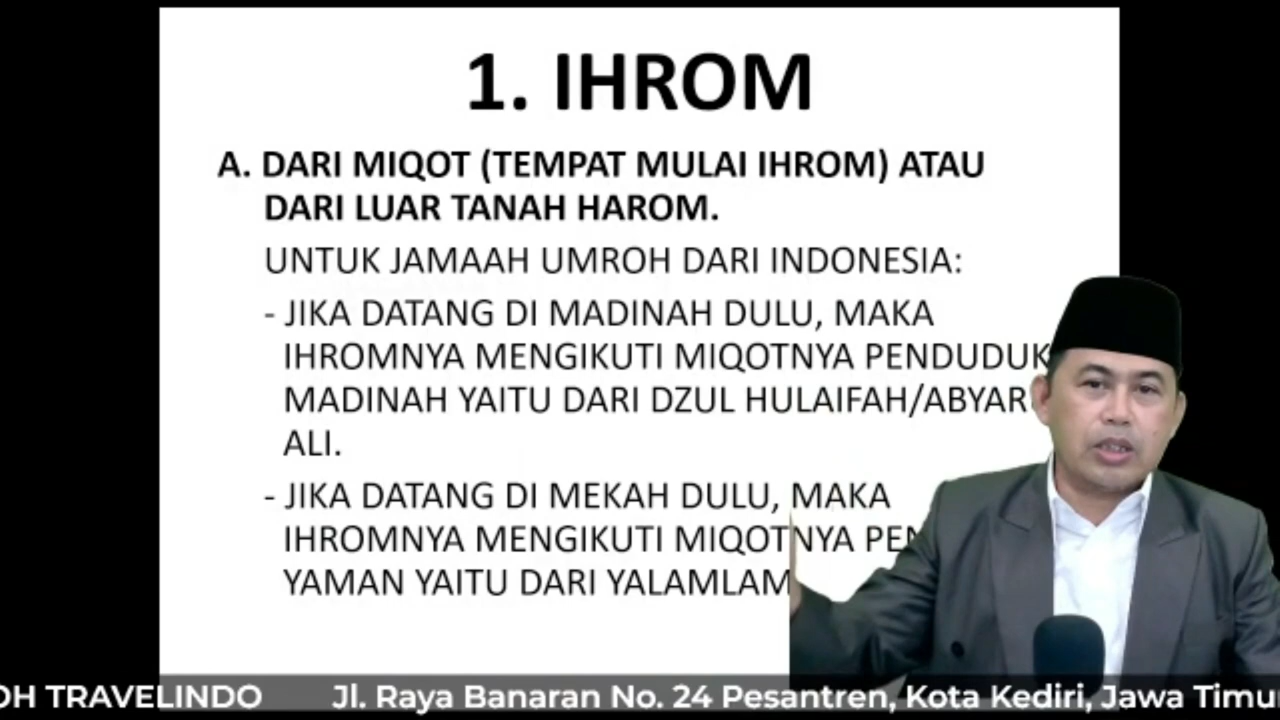 1. IHROM
A. DARI MIQOT (TEMPAT MULAI IHROM) ATAU
DARI LUAR TANAH HAROM.
UNTUK JAMAAH UMROH DARI INDONESIA:
- JIKA DATANG DI MADINAH DULU, MAKA
IHROMNYA MENGIKUTI MIQOTNYA PENDUDUK
MADINAH YAITU DARI DZUL HULAIFAH/ABYAR
ALI.
- JIKA DATANG DI MEKAH DULU, MAKA
IHROMNYA MENGIKUTI MIQOTNYA
YAMAN YAITU DARI YALAMLAM
TRAVELINDO Jl. Raya Banaran No. 24 Pesantren, Kota Kediri, Jawa